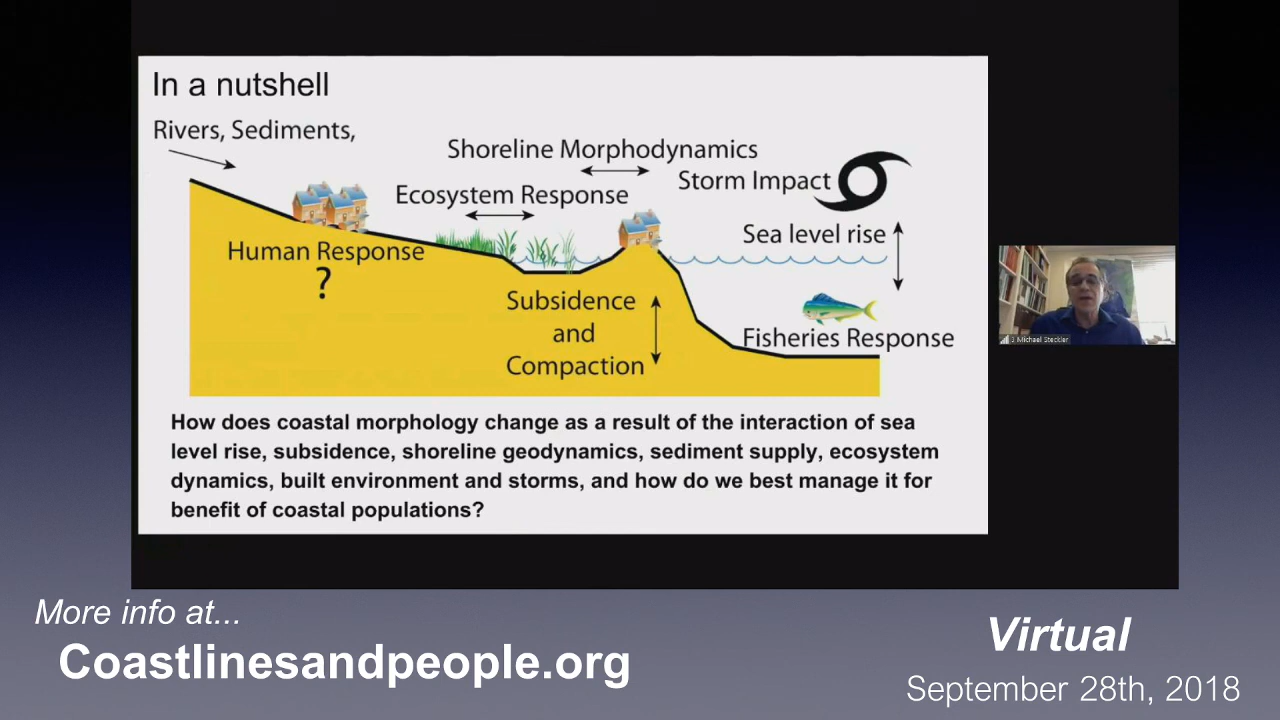 In a nutshell
Rivers, Sediments,
Shoreline Morphodynamics
Storm Impact
Ecosystem Response
Sea level rise
Human Response
?
Subsidence
and
Compaction
Fisheries Response
How does coastal morphology change as a result of the interaction of sea
level rise, subsidence, shoreline geodynamics, sediment supply, ecosystem
dynamics, built environment and storms, and how do we best manage it for
benefit of coastal populations?
Michael Steckler
More info at...
Coastlinesandpeople.org
Virtual
September 28th, 2018